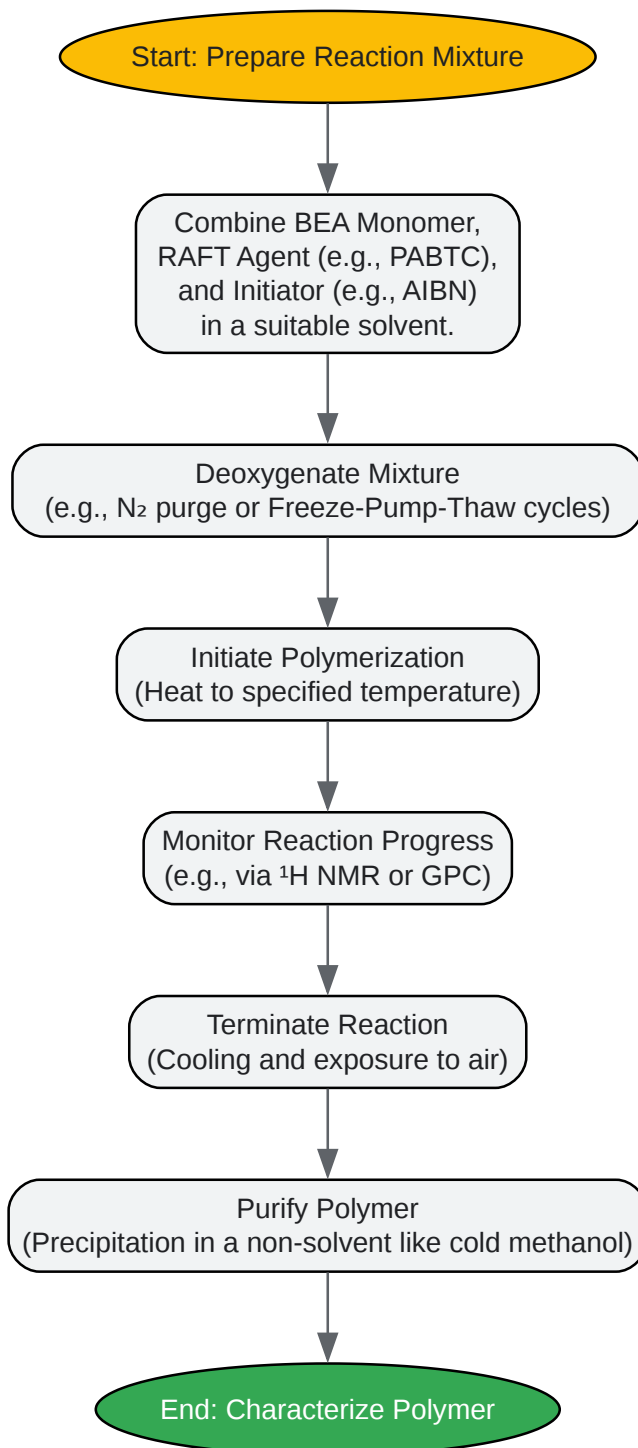 Start: Prepare Reaction Mixture
Combine BEA Monomer,
RAFT Agent (e.g., PABTC),
and Initiator (e.g., AIBN)
in a suitable solvent.
Deoxygenate Mixture
(e.g., N₂ purge or Freeze-Pump-Thaw cycles)
Initiate Polymerization
(Heat to specified temperature)
Monitor Reaction Progress
(e.g., via ¹H NMR or GPC)
Terminate Reaction
(Cooling and exposure to air)
Purify Polymer
(Precipitation in a non-solvent like cold methanol)
End: Characterize Polymer